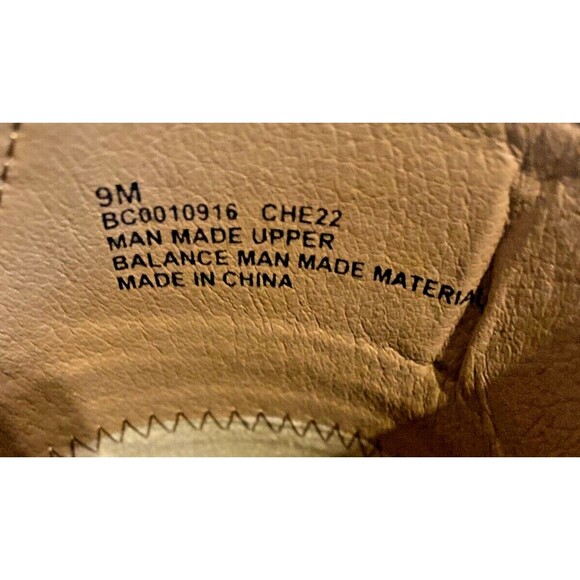 9M
BC0010916 CHE22
MAN MADE UPPER
BALANCE MAN MADE MATERIAL
MADE IN CHINA